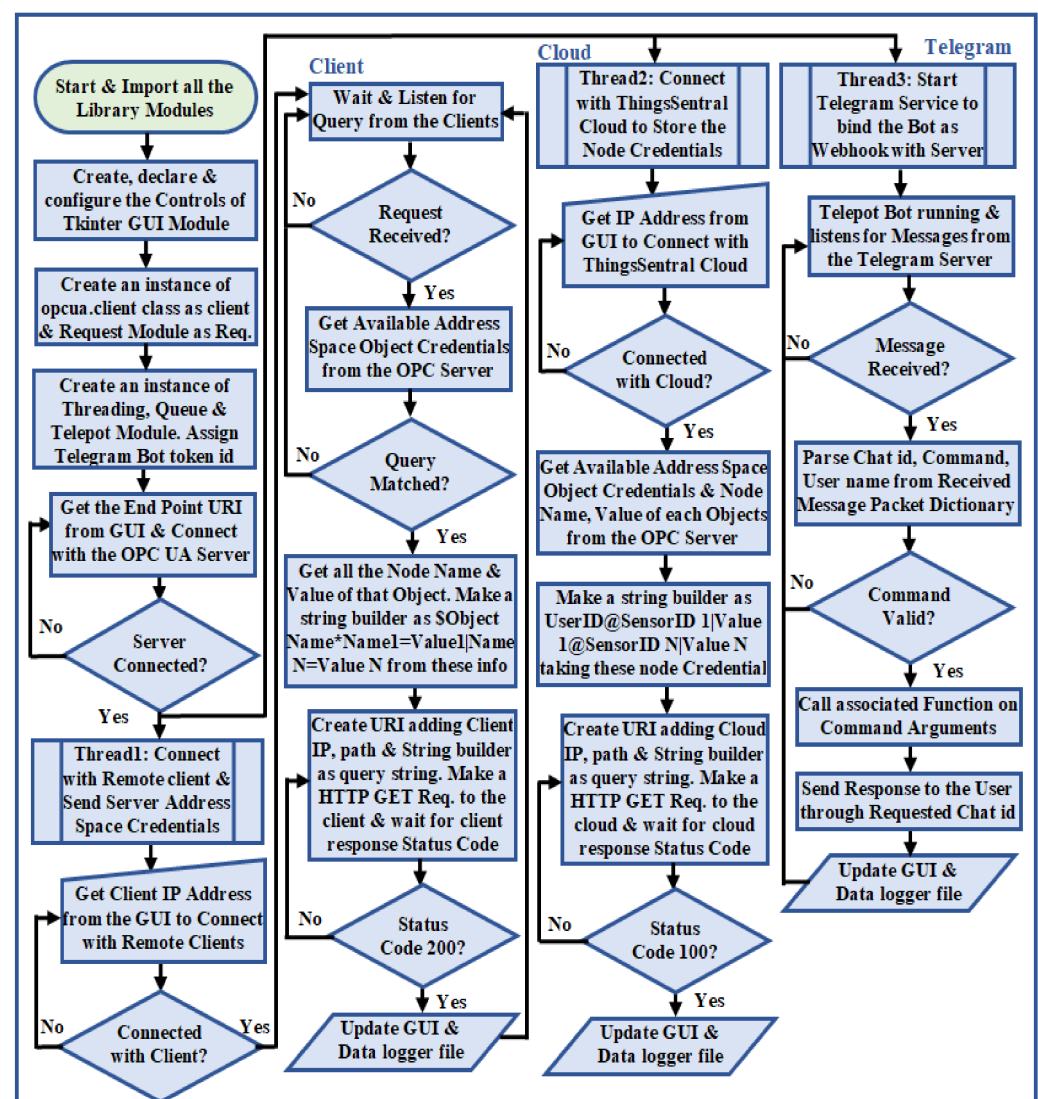 Start & Import all the
Library Modules
Create, declare &
configure the Controls of
Tkinter GUI Module
Create an instance of
opcua.client class as client
& Request Module as Req.
Create an instance of
Threading, Queue &
Telepot Module. Assign
Telegram Bot token id
Get the End Point URI
from GUI & Connect
with the OPC UA Server
No
Server
Connected?
Yes
Thread1: Connect
with Remote client &
Send Server Address
Space Credentials
Get Client IP Address
from the GUI to Connect
with Remote Clients
No
Connected
with Client?
Yes
Client
Wait & Listen for
Query from the Clients
No
Request
Received?
Yes
Get Available Address
Space Object Credentials
from the OPC Server
No
Query
Matched?
Yes
Get all the Node Name &
Value of that Object. Make a
string builder as $Object
Name*Name1=Value1|Name
N=Value N from these info
Create URI adding Client
IP, path & String builder
as query string. Make a
HTTP GET Req. to the
client & wait for client
response Status Code
No
Status
Code 200?
Yes
Update GUI &
Data logger file
Cloud
Thread2: Connect
with ThingsSentral
Cloud to Store the
Node Credentials
Get IP Address from
GUI to Connect with
ThingsSentral Cloud
No
Connected
with Cloud?
Yes
Get Available Address Space
Object Credentials & Node
Name, Value of each Objects
from the OPC Server
Make a string builder as
UserID@SensorID 1|Value
1@SensorID N|Value N
taking these node Credential
Create URI adding Cloud
IP, path & String builder
as query string. Make a
HTTP GET Req. to the
cloud & wait for cloud
response Status Code
No
Status
Code 100?
Yes
Update GUI &
Data logger file
Telegram
Thread3: Start
Telegram Service to
bind the Bot as
Webhook with Server
Telepot Bot running &
listens for Messages from
the Telegram Server
No
Message
Received?
Yes
Parse Chat id, Command,
User name from Received
Message Packet Dictionary
No
Command
Valid?
Yes
Call associated Function on
Command Arguments
Send Response to the User
through Requested Chat id
Update GUI &
Data logger file